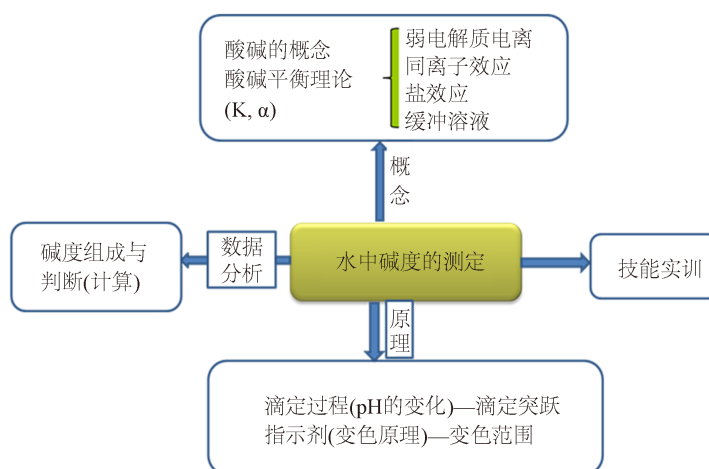 酸碱的概念
酸碱平衡理论
(K, α)
弱电解质电离
同离子效应
盐效应
缓冲溶液
概
念
碱度组成与
判断(计算)
数据
分析
水中碱度的测定
技能实训
原
理
滴定过程(pH的变化)—滴定突跃
指示剂(变色原理)—变色范围